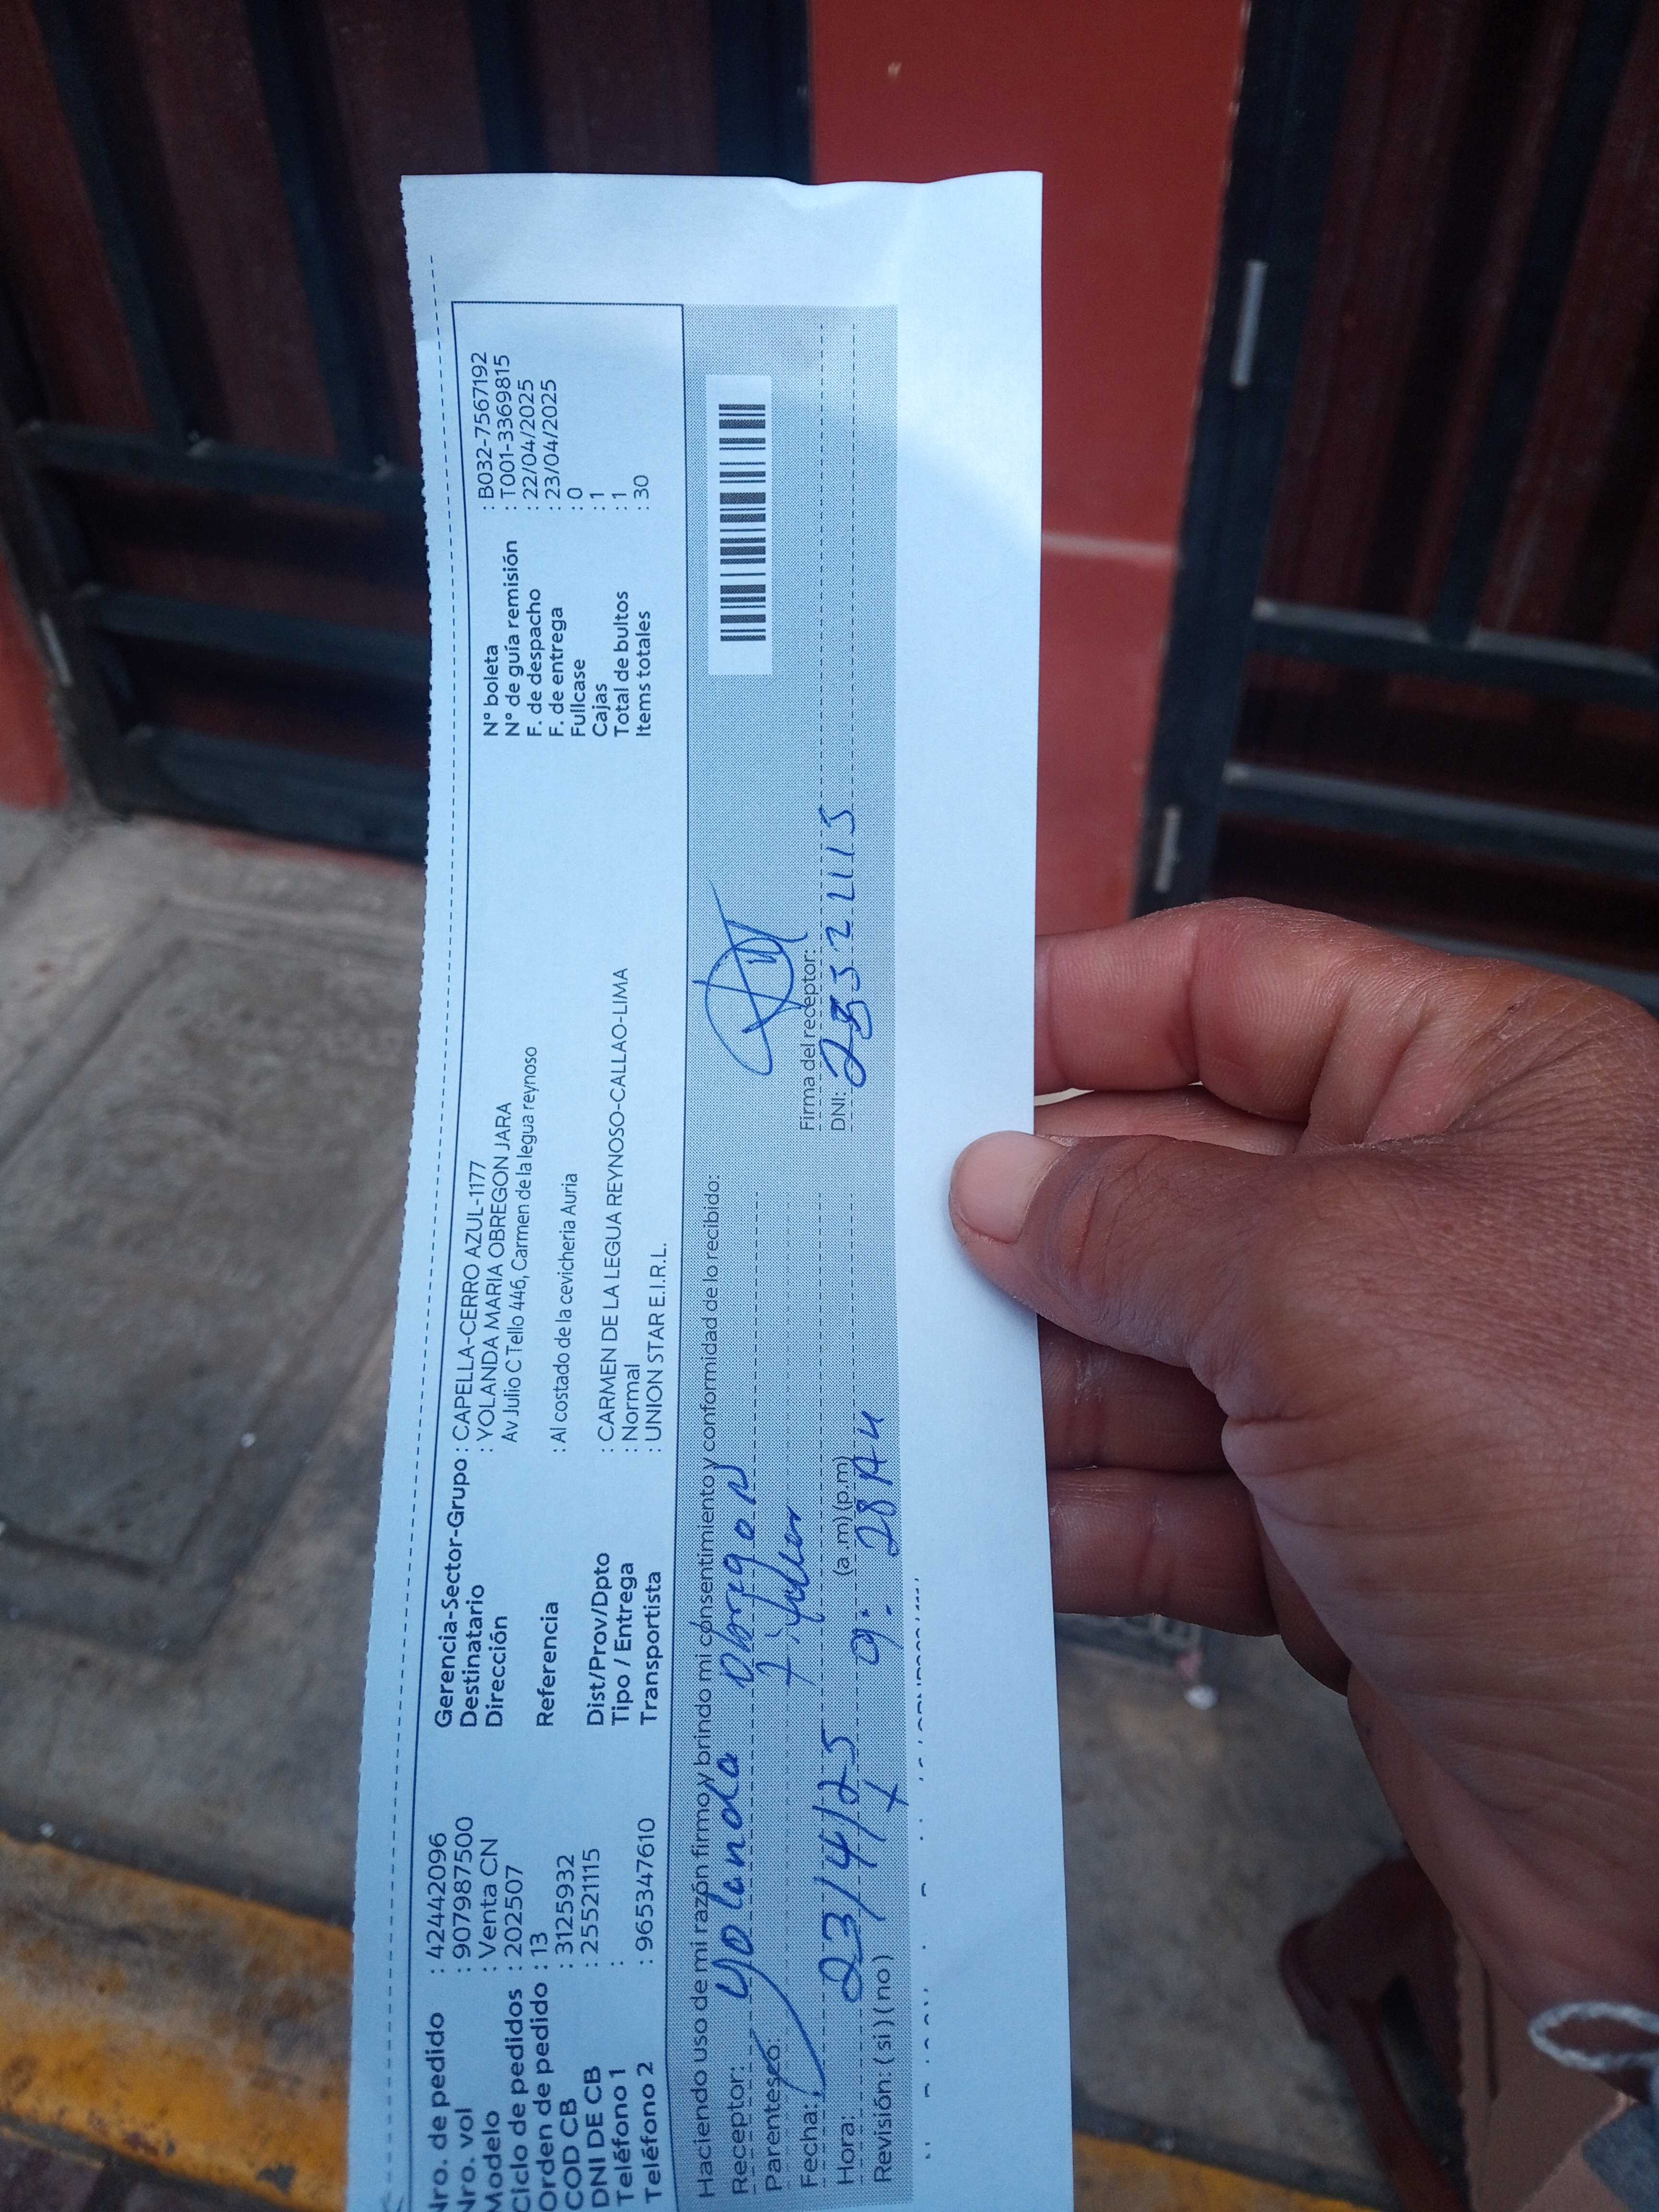 Nro. de pedido : 424442096
Nro. vol : 907987500
Modelo : Venta CN
Ciclo de pedidos : 202507
Orden de pedido : 13
COD CB : 3125932
DNI DE CB : 25521115
Teléfono 1 :
Teléfono 2 : 965347610
Gerencia-Sector-Grupo : CAPELLA-CERRO AZUL-1177
Destinatario : YOLANDA MARIA OBREGON JARA
Dirección Av Julio C Tello 446, Carmen de la legua reynoso
Referencia : Al costado de la cevicheria Auria
Dist/Prov/Dpto : CARMEN DE LA LEGUA REYNOSO-CALLAO-LIMA
Tipo / Entrega : Normal
Transportista : UNION STAR E.I.R.L.
N° boleta : B032-7567192
N° de guía remisión : T001-3369815
F. de despacho : 22/04/2025
F. de entrega : 23/04/2025
Fullcase : 0
Cajas : 1
Total de bultos : 1
Items totales : 30
Haciendo uso de mi razón firmo y brindo mi consentimiento y conformidad de lo recibido:
Receptor: Yolanda Obregon
Parentesco: Titular
Fecha: 23/4/25
Hora: (a.m) (p.m) 9:28 AM
Revisión: ( si ) ( no ) X
Firma del receptor:
DNI: